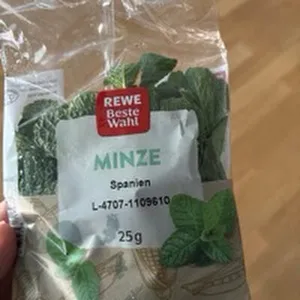 REWE
Beste
Wahl
MINZE
Spanien
L-4707-1109610
25g